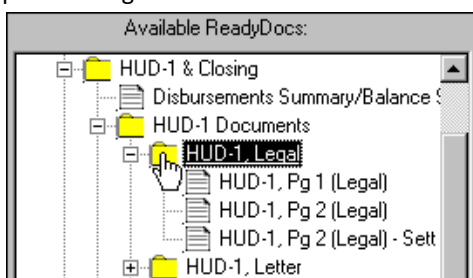 Available ReadyDocs:
HUD-1 & Closing
Disbursements Summary/Balance
HUD-1 Documents
HUD-1, Legal
HUD-1, Pg 1 (Legal)
HUD-1, Pg 2 (Legal)
HUD-1, Pg 2 (Legal) - Sett
HUD-1, Letter